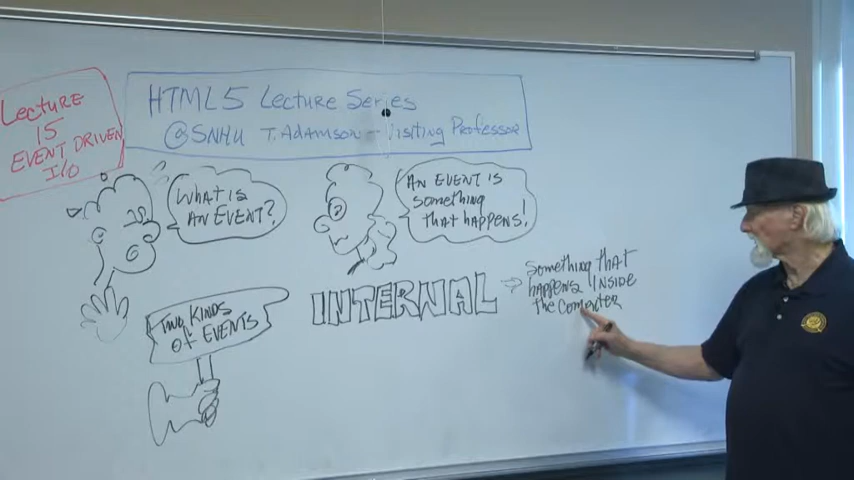 Lecture
15
EVENT DRIVEN
I/O
HTML5 Lecture Series
@SNHU T. Adamson - Visiting Professor
What is
AN EVENT?
AN EVENT IS
something
that happens!
Two Kinds
of EVENTS
INTERNAL
Something that
happens INSIDE
the Computer